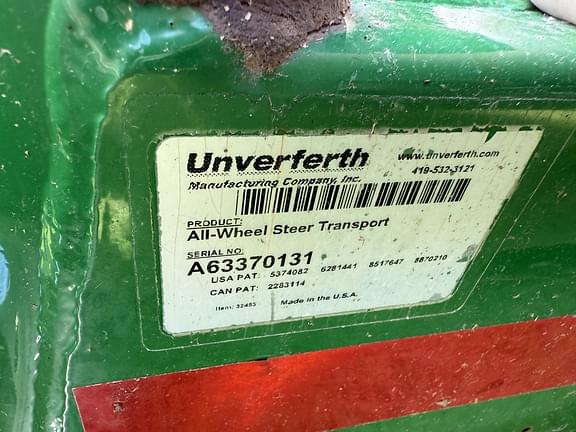 Unverferth
www.unverferth.com
Manufacturing Company, Inc.
419-532-3121
PRODUCT:
All-Wheel Steer Transport
SERIAL NO:
A63370131
USA PAT: 5374082 6281441 8517647 8870210
CAN PAT: 2283114
Item: 32453 Made in the U.S.A.